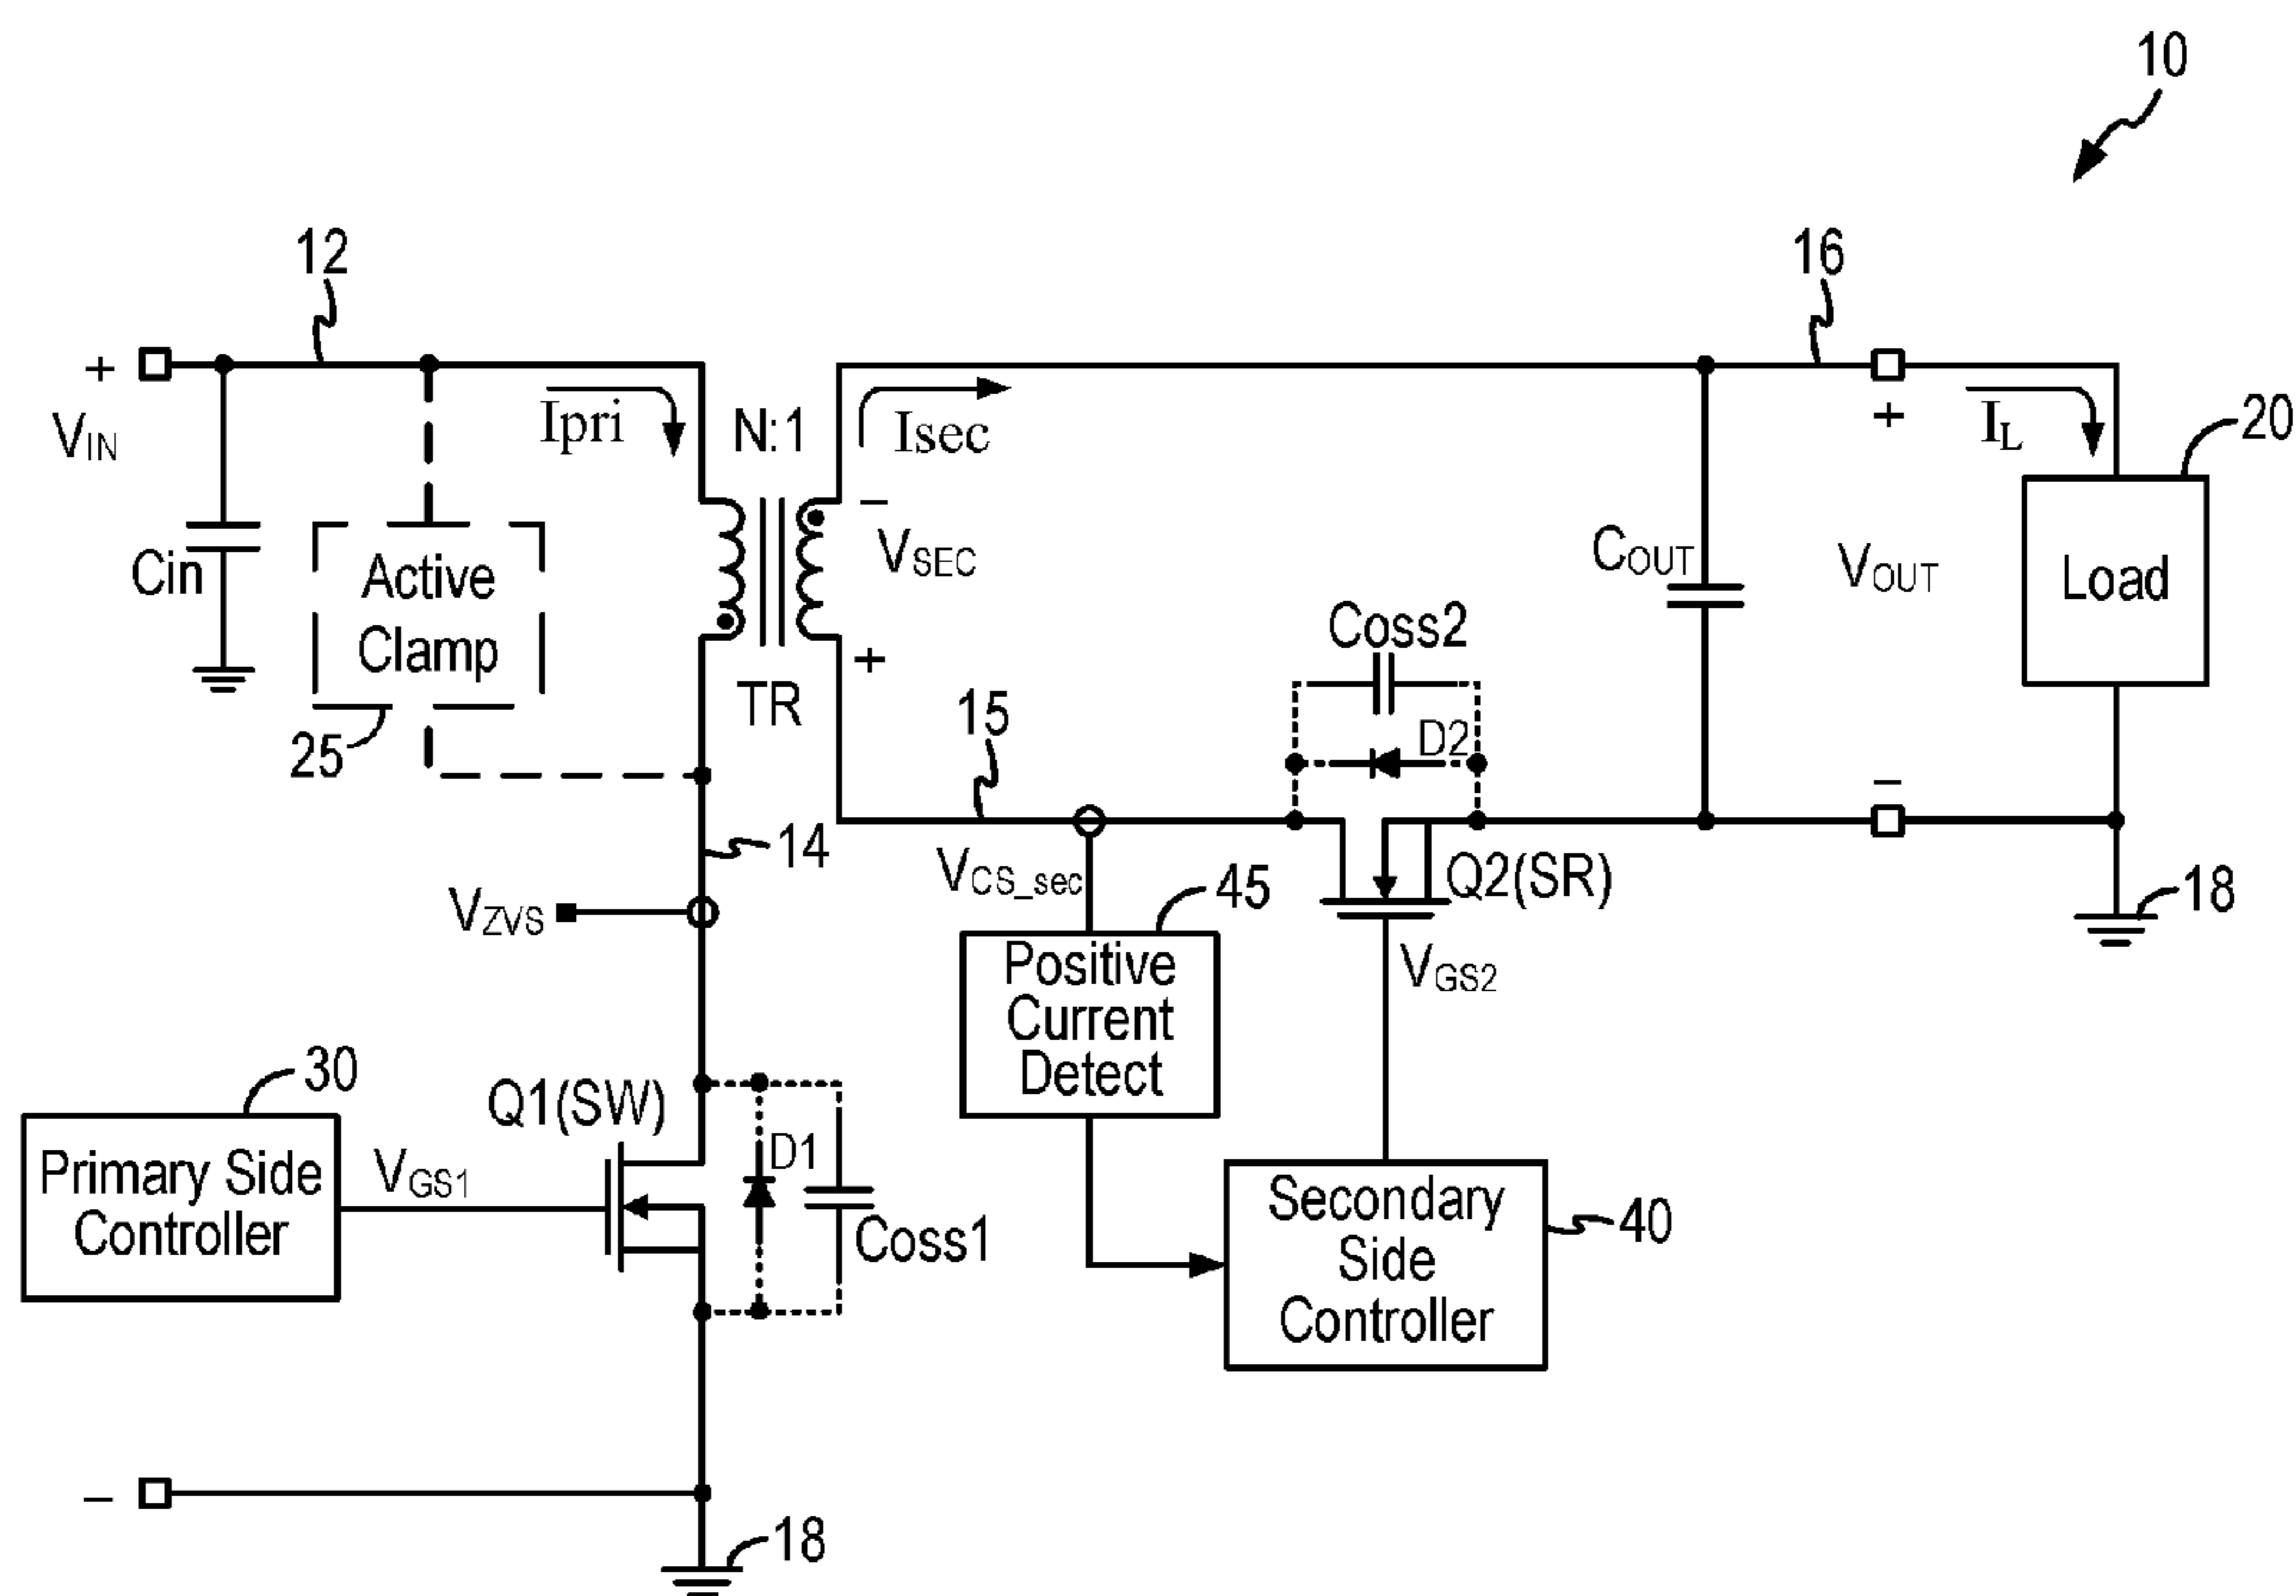 10
12
16
+
VIN
Ipri
N:1
Isec
+
IL
20
−
VSEC
Cin
Active
Clamp
25
COUT
VOUT
Load
Coss2
+
TR
15
D2
−
14
VCS_sec
45
Q2(SR)
18
VZVS
Positive
Current
Detect
VGS2
30
Q1(SW)
Primary Side
Controller
VGS1
D1
Coss1
Secondary
Side
Controller
40
−
18